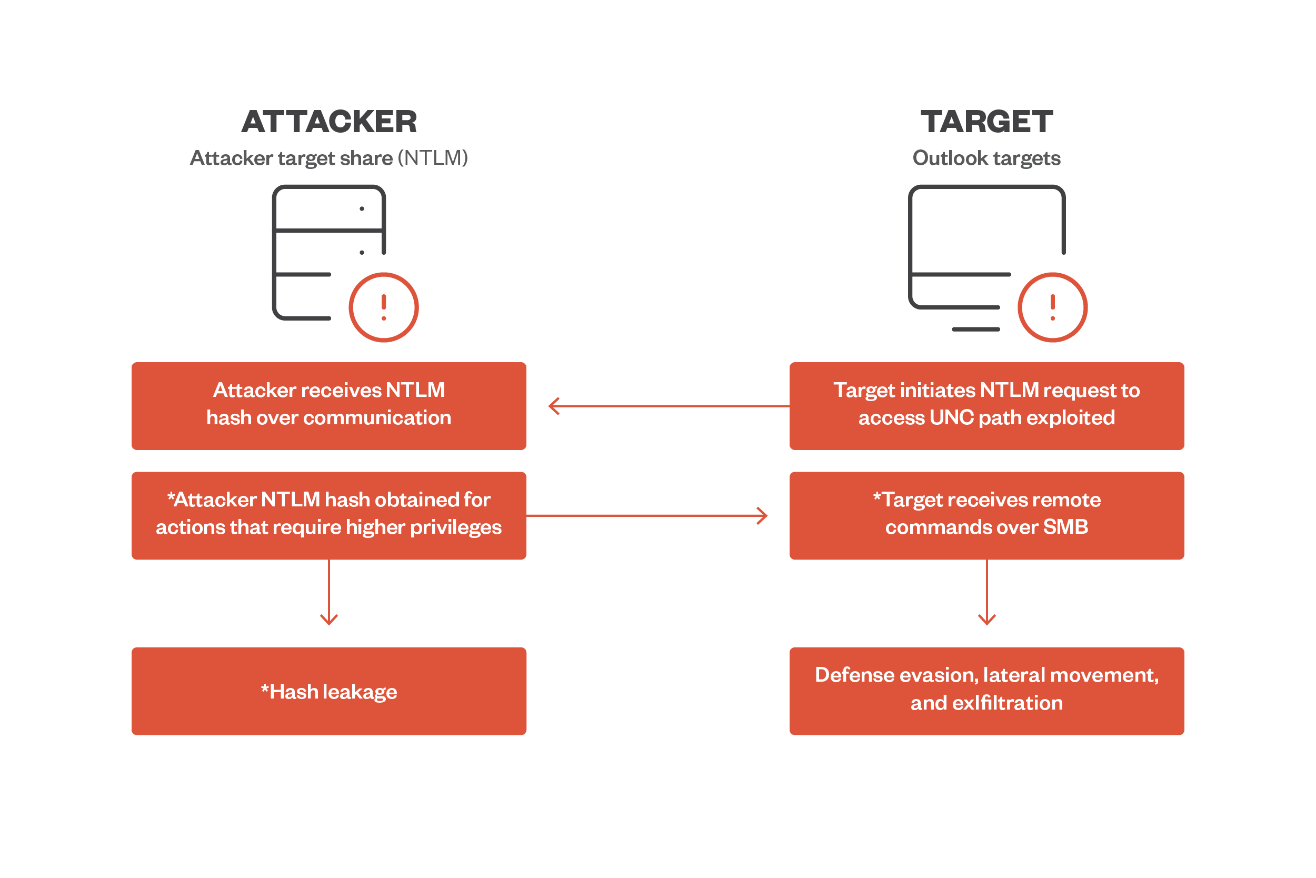 ATTACKER
Attacker target share (NTLM)
TARGET
Outlook targets
Attacker receives NTLM
hash over communication
Target initiates NTLM request to
access UNC path exploited
*Attacker NTLM hash obtained for
actions that require higher privileges
*Target receives remote
commands over SMB
*Hash leakage
Defense evasion, lateral movement,
and exlfiltration